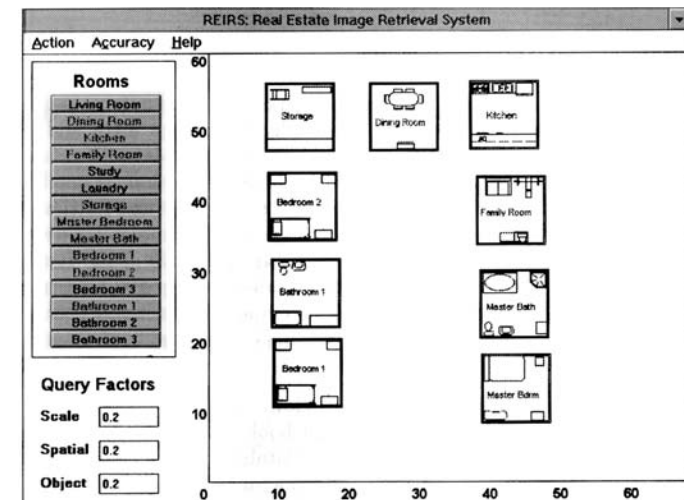 REIRS: Real Estate Image Retrieval System
Action Accuracy Help
Rooms
Living Room
Dining Room
Kitchen
Family Room
Study
Laundry
Storage
Master Bedroom
Master Bath
Bedroom 1
Bedroom 2
Bedroom 3
Bathroom 1
Bathroom 2
Bathroom 3
Query Factors
Scale 0.2
Spatial 0.2
Object 0.2
60
50
40
30
20
10
0 10 20 30 40 50 60
Storage
Dining Room
Kitchen
Bedroom 2
Family Room
Bathroom 1
Master Bath
Bedroom 1
Master Bdrm